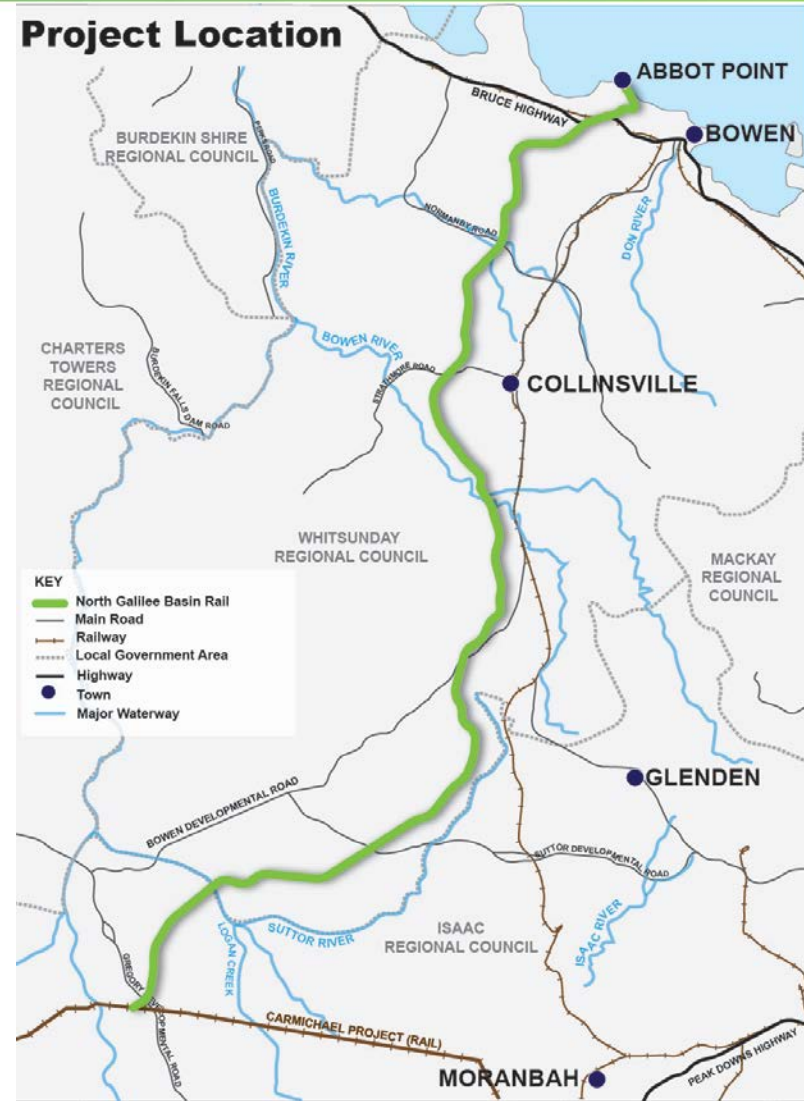 Project Location
ABBOT POINT
BRUCE HIGHWAY
BOWEN
BURDEKIN SHIRE
REGIONAL COUNCIL
BURDEKIN RIVER
NORMANBY ROAD
DON RIVER
BOWEN RIVER
CHARTERS
TOWERS
REGIONAL
COUNCIL
BURDEKIN FALLS DAM ROAD
STRATHMORE ROAD
COLLINSVILLE
WHITSUNDAY
REGIONAL COUNCIL
MACKAY
REGIONAL
COUNCIL
KEY
North Galilee Basin Rail
Main Road
Railway
Local Government Area
Highway
Town
Major Waterway
GLENDEN
BOWEN DEVELOPMENTAL ROAD
SUTTOR DEVELOPMENTAL ROAD
SUTTOR RIVER
ISAAC
REGIONAL COUNCIL
ISAAC RIVER
LOGAN CREEK
GREGORY DEVELOPMENTAL ROAD
CARMICHAEL PROJECT (RAIL)
MORANBAH
PEAK DOWNS HIGHWAY